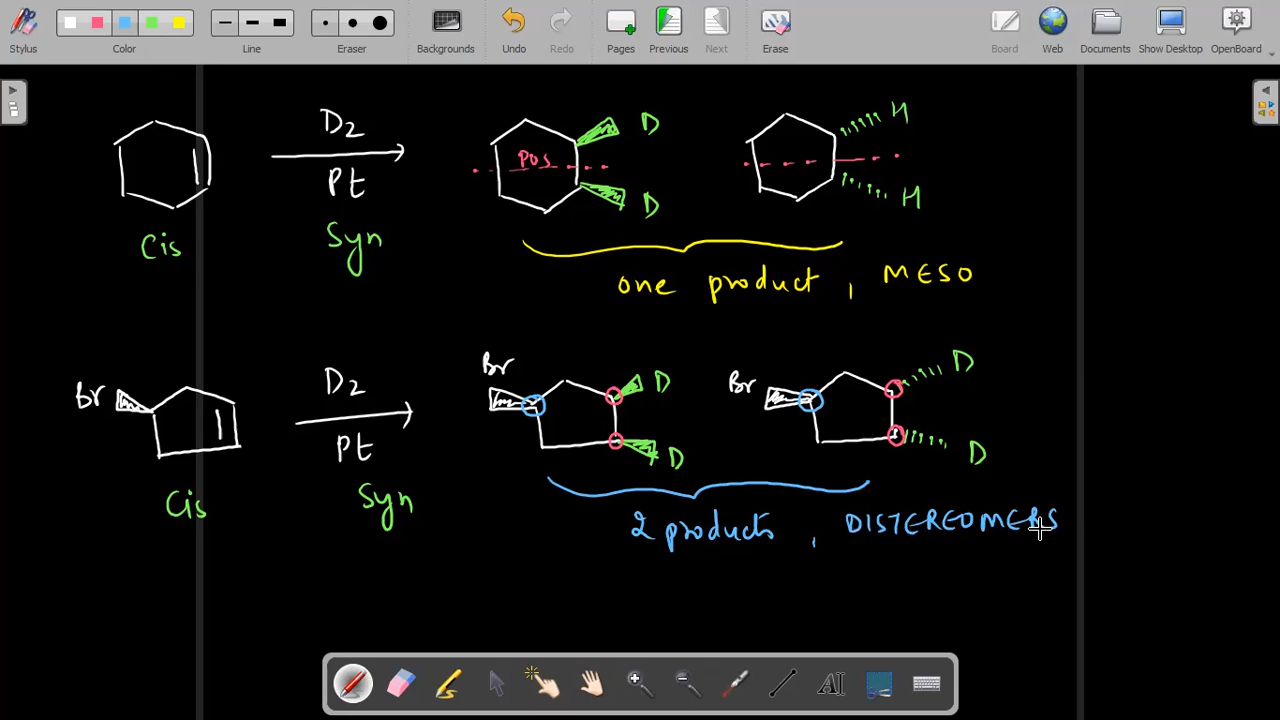 Stylus Color Line Eraser Backgrounds Undo Redo Pages Previous Next Erase Board Web Documents Show Desktop OpenBoard
D2
Pt
Cis Syn
POS
D
D
H
H
one product , MESO
Br
D2
Pt
Cis Syn
Br
D
D
Br
D
D
2 products , DISTEREOMERS
AI